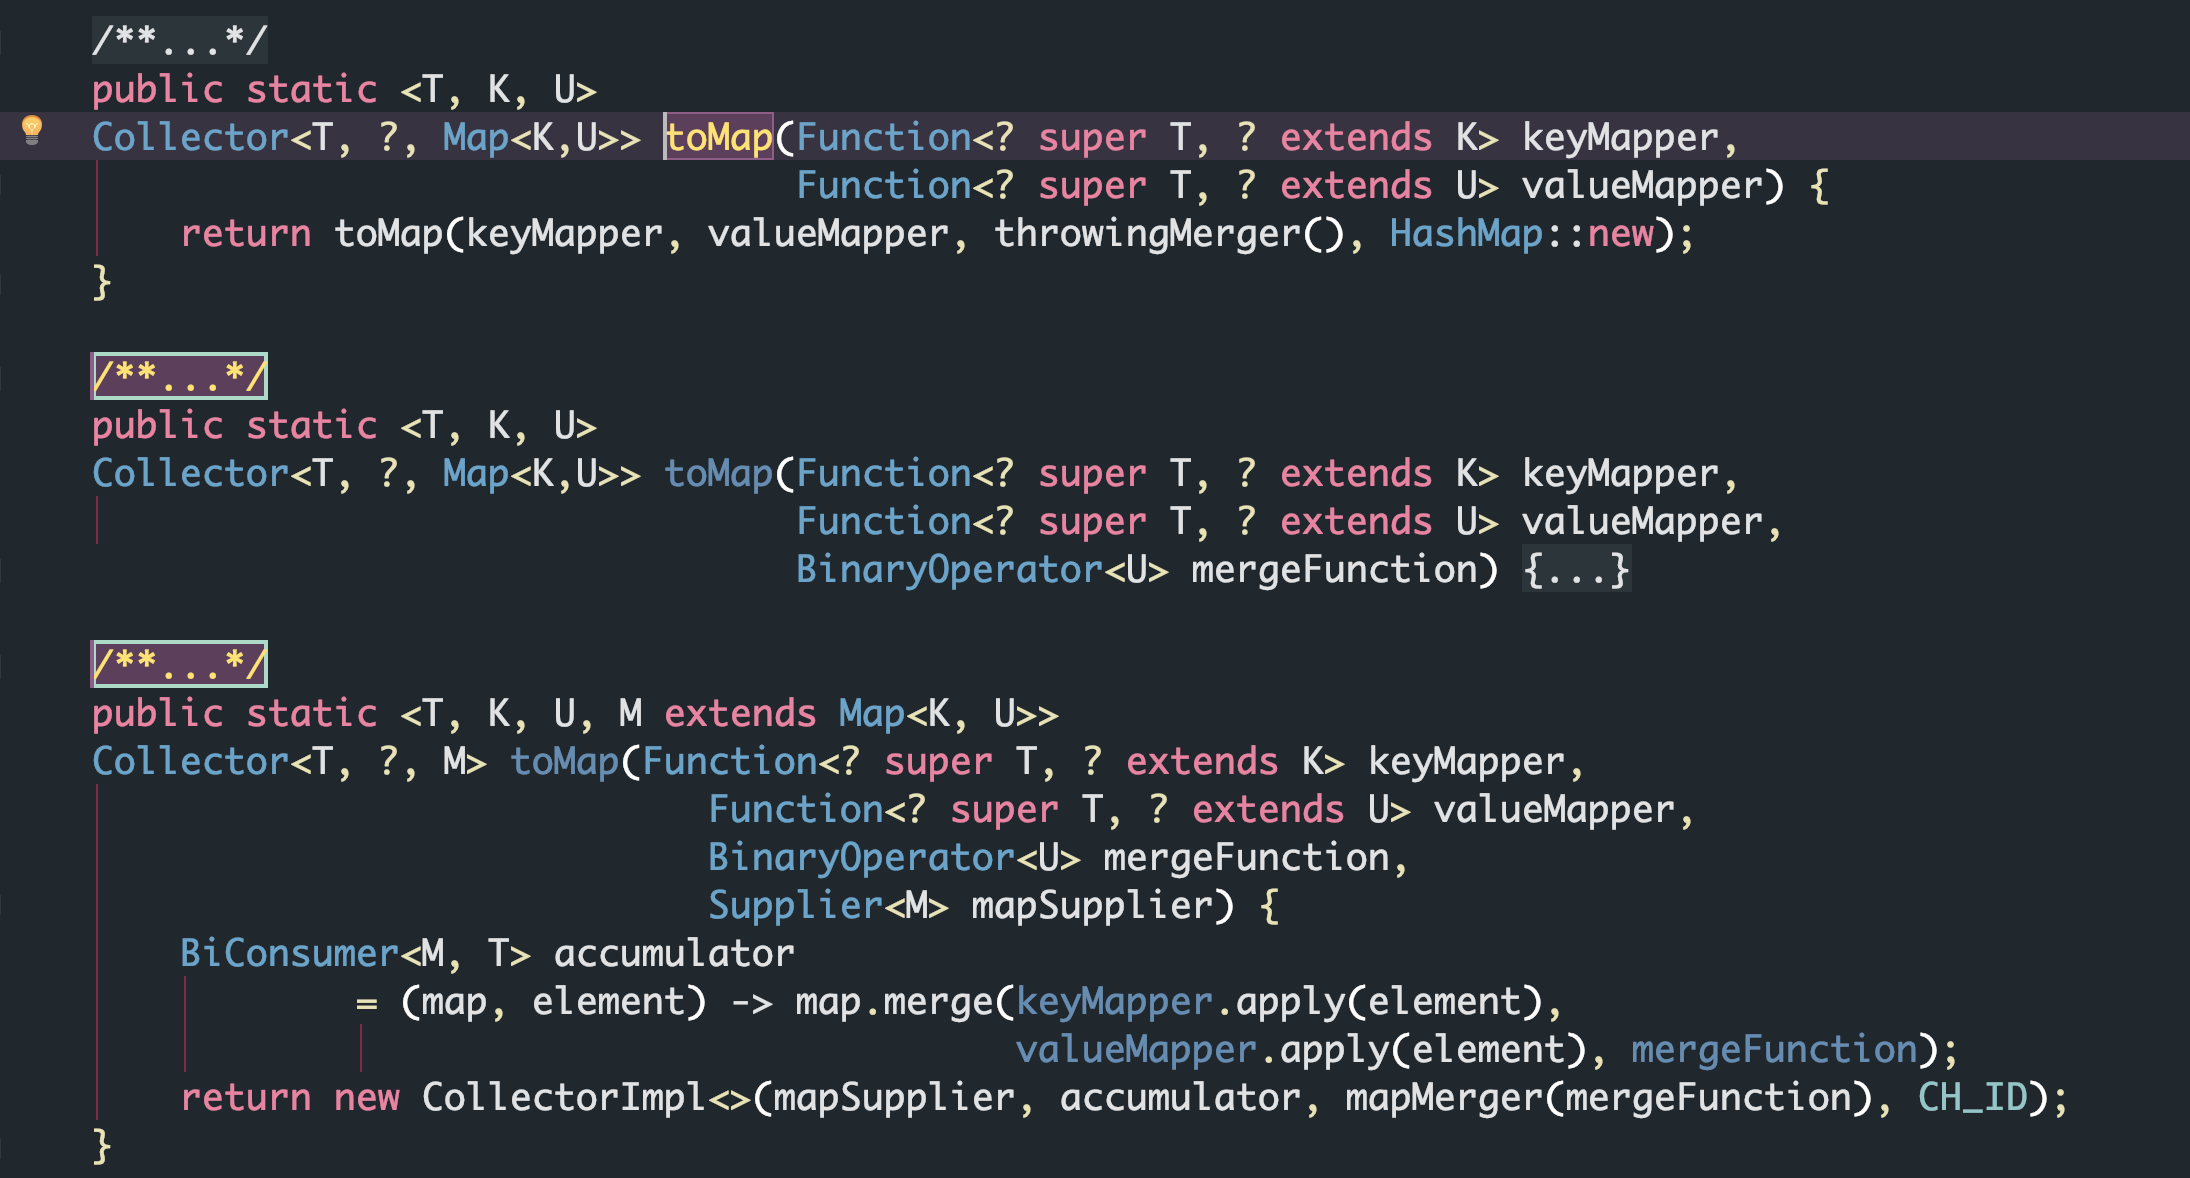 /**...*/
public static <T, K, U>
Collector<T, ?, Map<K,U>> toMap(Function<? super T, ? extends K> keyMapper,
Function<? super T, ? extends U> valueMapper) {
return toMap(keyMapper, valueMapper, throwingMerger(), HashMap::new);
}
/**...*/
public static <T, K, U>
Collector<T, ?, Map<K,U>> toMap(Function<? super T, ? extends K> keyMapper,
Function<? super T, ? extends U> valueMapper,
BinaryOperator<U> mergeFunction) {...}
/**...*/
public static <T, K, U, M extends Map<K, U>>
Collector<T, ?, M> toMap(Function<? super T, ? extends K> keyMapper,
Function<? super T, ? extends U> valueMapper,
BinaryOperator<U> mergeFunction,
Supplier<M> mapSupplier) {
BiConsumer<M, T> accumulator
= (map, element) -> map.merge(keyMapper.apply(element),
valueMapper.apply(element), mergeFunction);
return new CollectorImpl<>(mapSupplier, accumulator, mapMerger(mergeFunction), CH_ID);
}